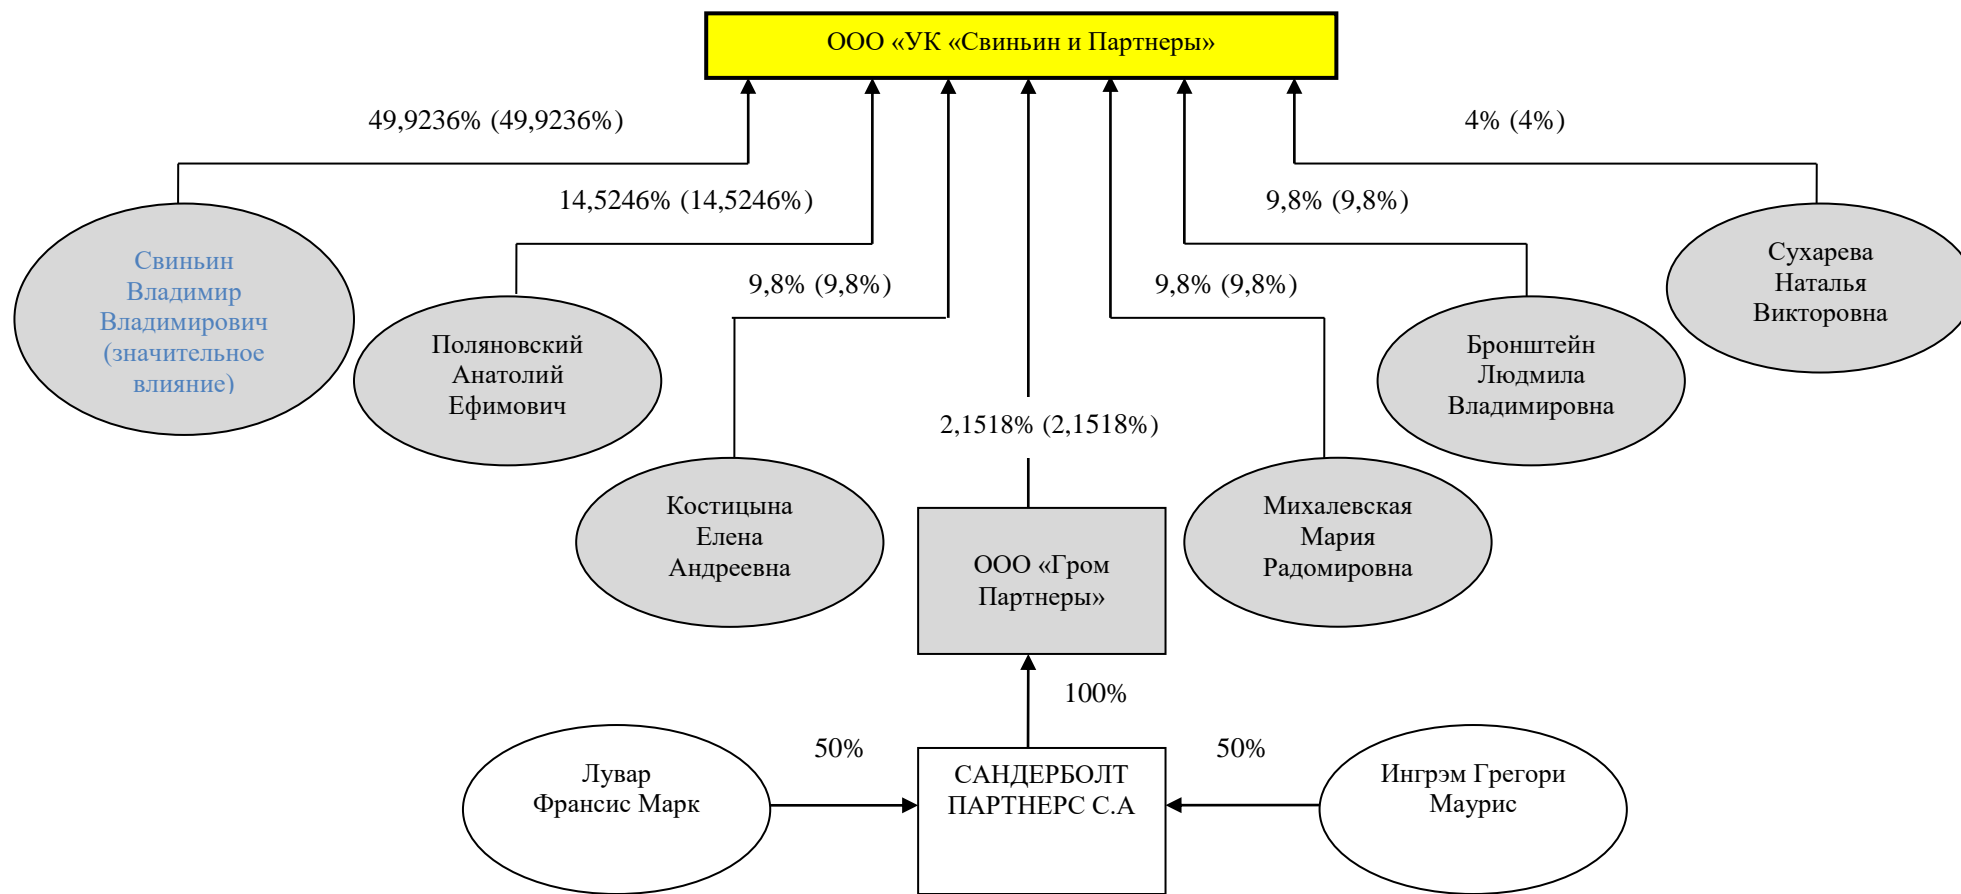 ООО «УК «Свиньин и Партнеры»
49,9236% (49,9236%)
4% (4%)
14,5246% (14,5246%)
9,8% (9,8%)
Свиньин
Владимир
Владимирович
(значительное
влияние)
Сухарева
Наталья
Викторовна
9,8% (9,8%)
9,8% (9,8%)
Поляновский
Анатолий
Ефимович
Бронштейн
Людмила
Владимировна
2,1518% (2,1518%)
Костицына
Елена
Андреевна
ООО «Гром
Партнеры»
Михалевская
Мария
Радомировна
100%
50%
50%
Лувар
Франсис Марк
САНДЕРБОЛТ
ПАРТНЕРС С.А
Ингрэм Грегори
Маурис